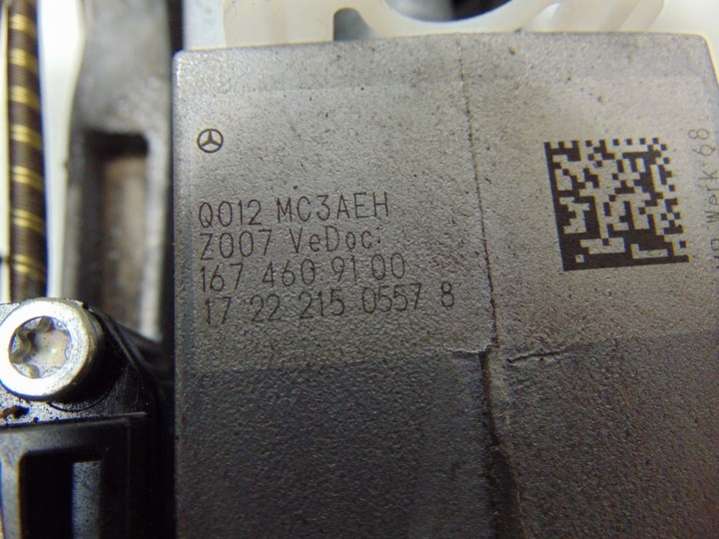 Q012 MC3AEH
Z007 VeDoc:
167 460 91 00
17 22 215 0557 8
Werk 68